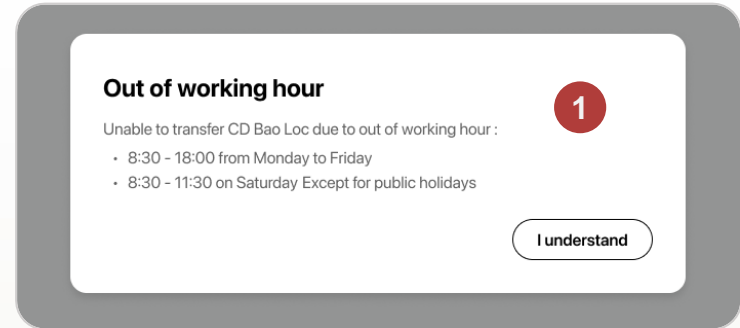 Out of working hour
1
Unable to transfer CD Bao Loc due to out of working hour :
• 8:30 - 18:00 from Monday to Friday
• 8:30 - 11:30 on Saturday Except for public holidays
I understand